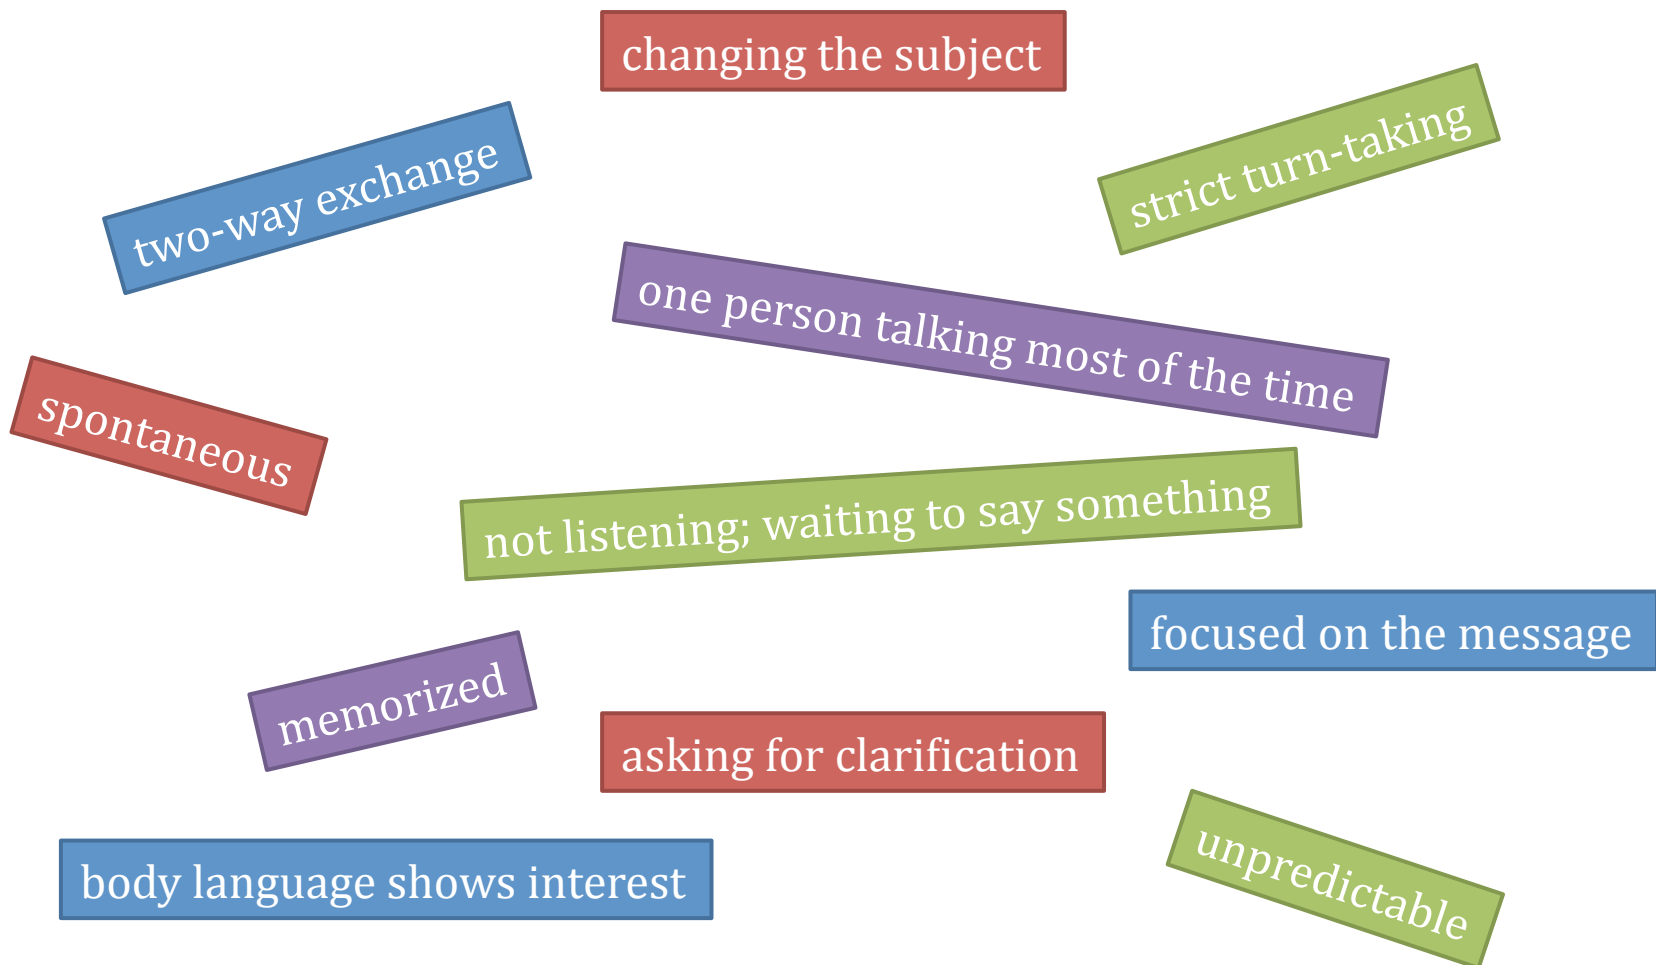 changing the subject
strict turn-taking
two-way exchange
one person talking most of the time
spontaneous
not listening; waiting to say something
focused on the message
memorized
asking for clarification
body language shows interest
unpredictable